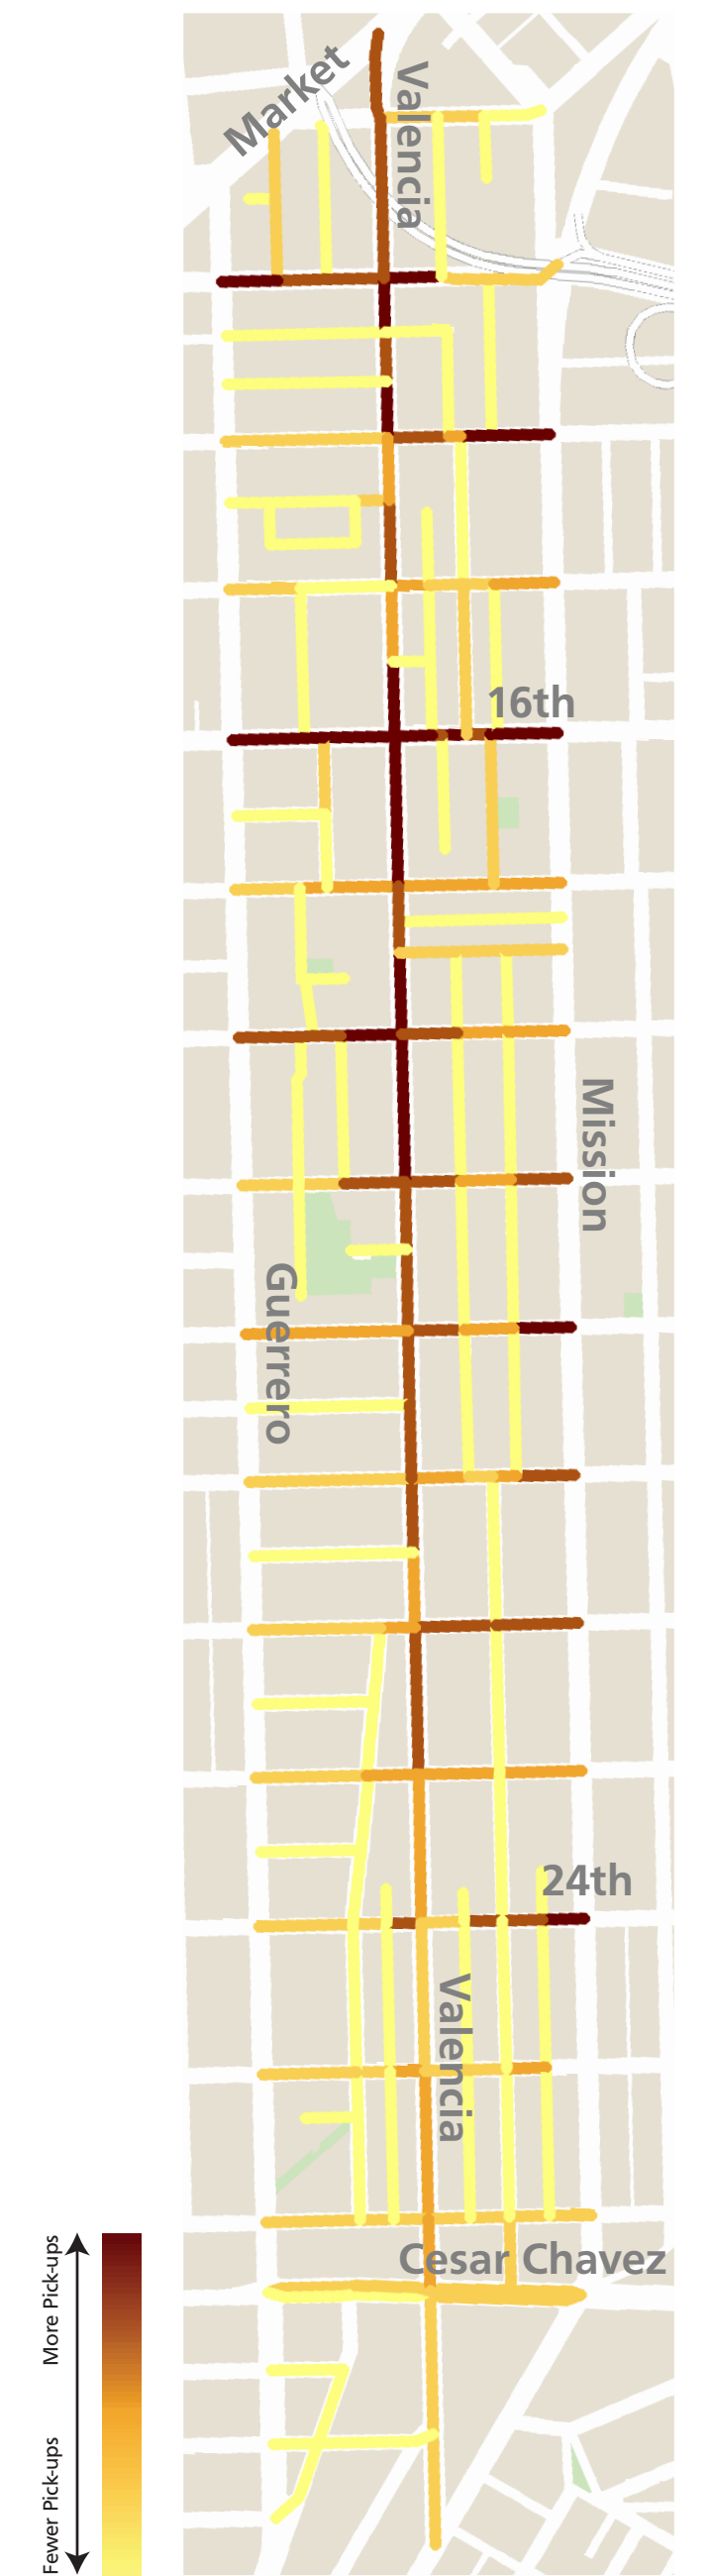 Market
Valencia
16th
Mission
Guerrero
24th
Valencia
Cesar Chavez
More Pick-ups
Fewer Pick-ups